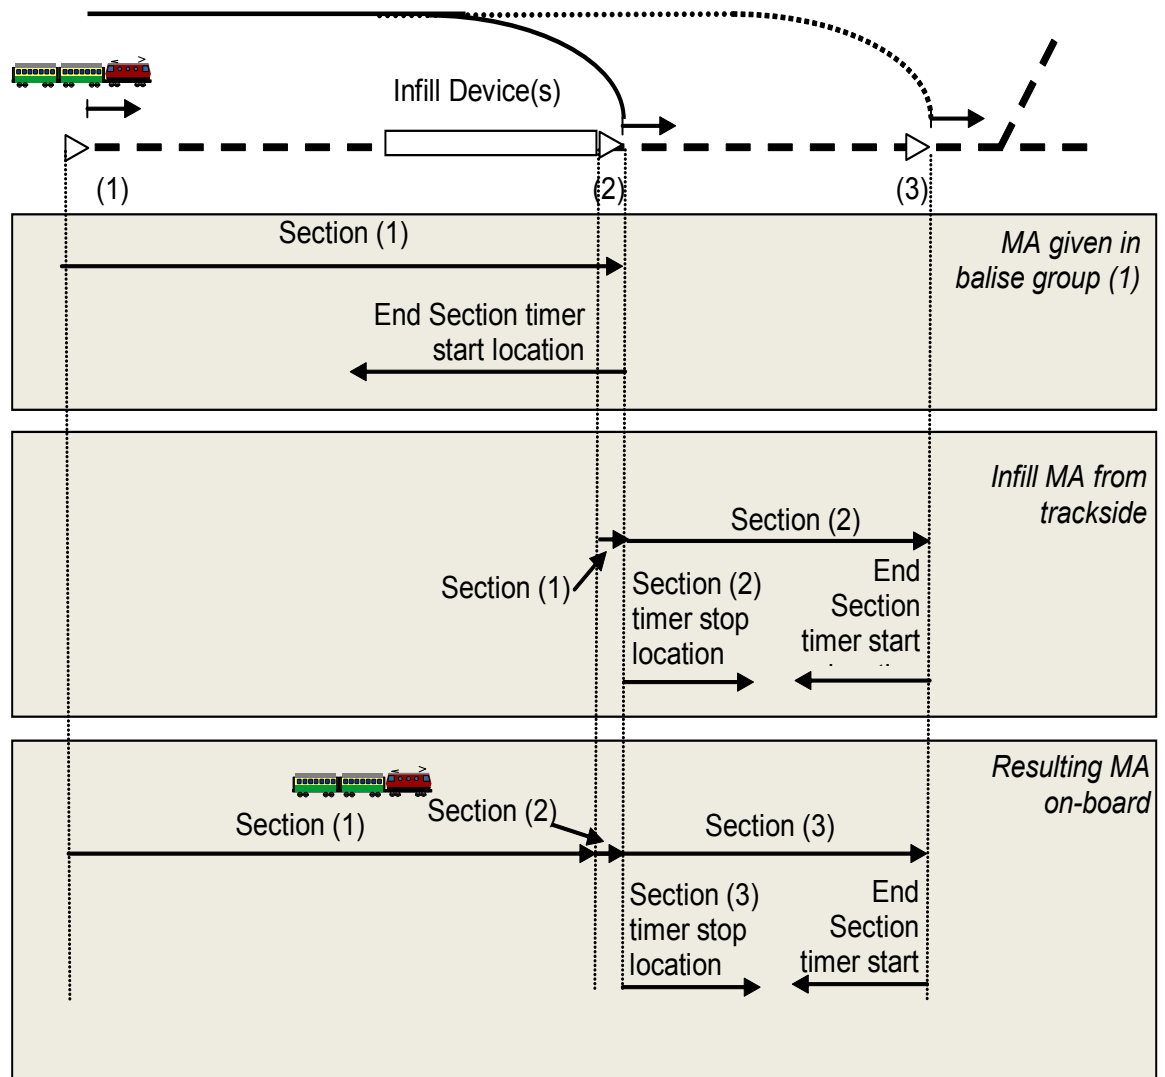 Infill Device(s)
(1)
(2)
(3)
Section (1)
MA given in
balise group (1)
End Section timer
start location
Infill MA from
trackside
Section (2)
Section (1)
Section (2)
timer stop
location
End
Section
timer start
Resulting MA
on-board
Section (1)
Section (2)
Section (3)
Section (3)
timer stop
location
End
Section
timer start